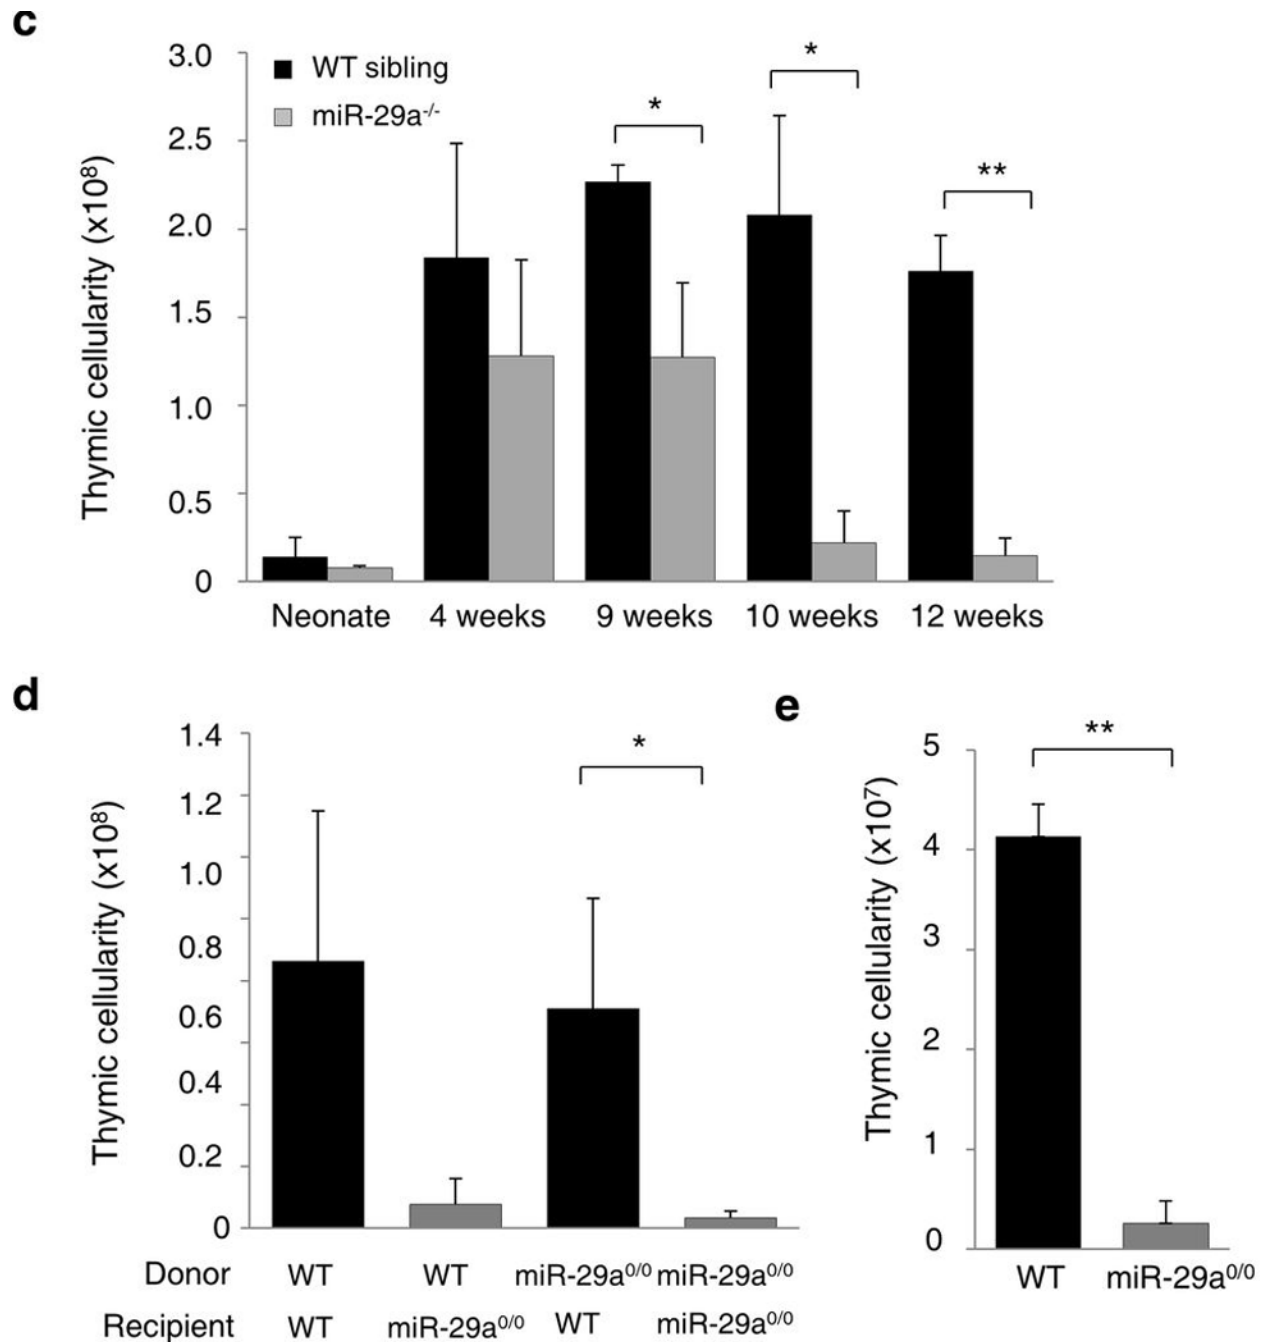 c
Thymic cellularity (x10⁸)
3.0
2.5
2.0
1.5
1.0
0.5
0
WT sibling
miR-29a-/-
*
*
**
Neonate 4 weeks 9 weeks 10 weeks 12 weeks
d
Thymic cellularity (x10⁸)
1.4
1.2
1.0
0.8
0.6
0.4
0.2
0
*
Donor WT WT miR-29a0/0 miR-29a0/0
Recipient WT miR-29a0/0 WT miR-29a0/0
e
Thymic cellularity (x10⁷)
5
4
3
2
1
0
**
WT miR-29a0/0